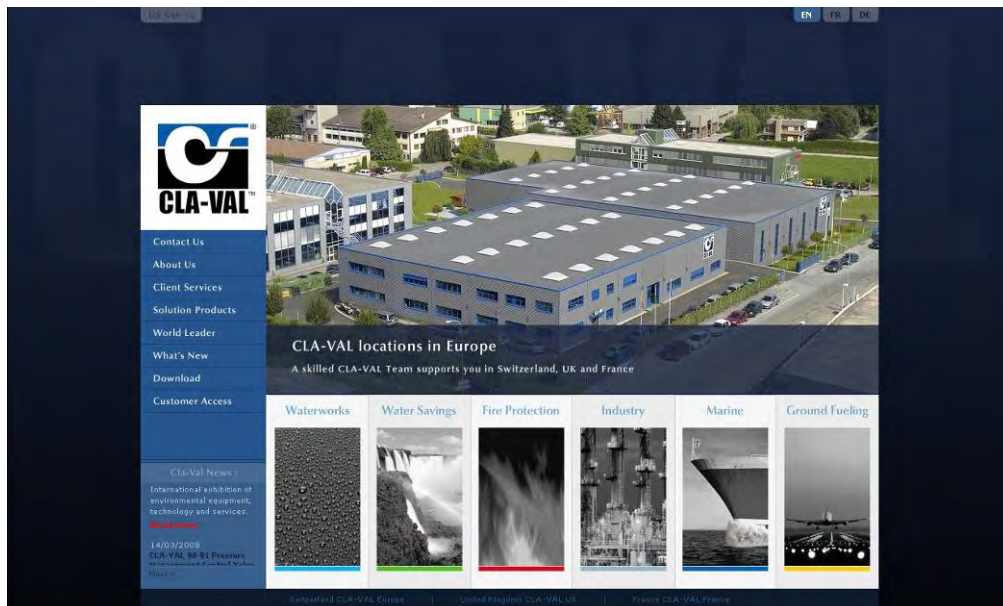 EN FR DE
CLA-VAL
Contact Us
About Us
Client Services
Solution Products
World Leader
What's New
Download
Customer Access
CLA-VAL locations in Europe
A skilled CLA-VAL Team supports you in Switzerland, UK and France
Waterworks
Water Savings
Fire Protection
Industry
Marine
Ground Fueling
Cla-Val News :
International exhibition of
environmental equipment,
technology and services.
14/03/2008
CLA-VAL 90-01 Pressure
Switzerland CLA-VAL Europe | United Kingdom CLA-VAL UK | France CLA-VAL France